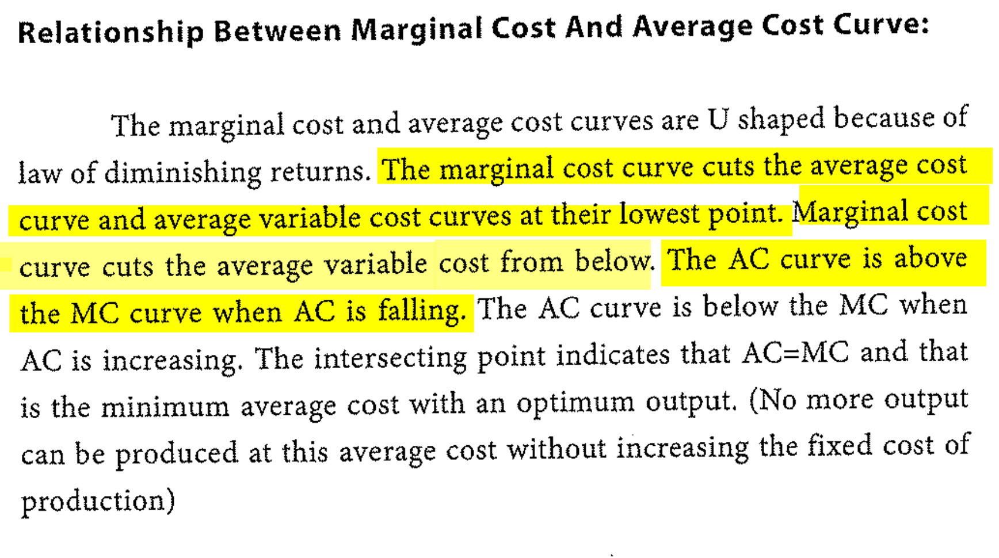 Relationship Between Marginal Cost And Average Cost Curve:
The marginal cost and average cost curves are U shaped because of
law of diminishing returns. The marginal cost curve cuts the average cost
curve and average variable cost curves at their lowest point. Marginal cost
curve cuts the average variable cost from below. The AC curve is above
the MC curve when AC is falling. The AC curve is below the MC when
AC is increasing. The intersecting point indicates that AC=MC and that
is the minimum average cost with an optimum output. (No more output
can be produced at this average cost without increasing the fixed cost of
production)